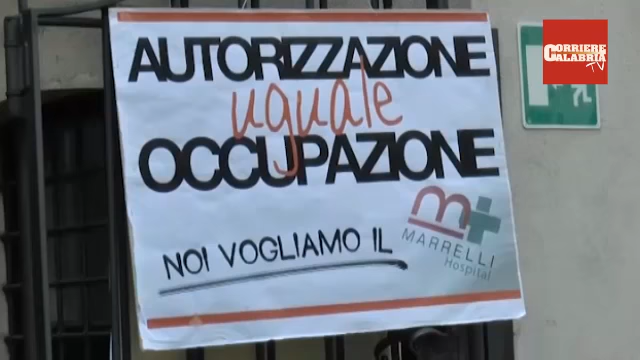 CORRIERE
CALABRIA
TV
AUTORIZZAZIONE
uguale
OCCUPAZIONE
NOI VOGLIAMO IL
m+
MARRELLI
Hospital